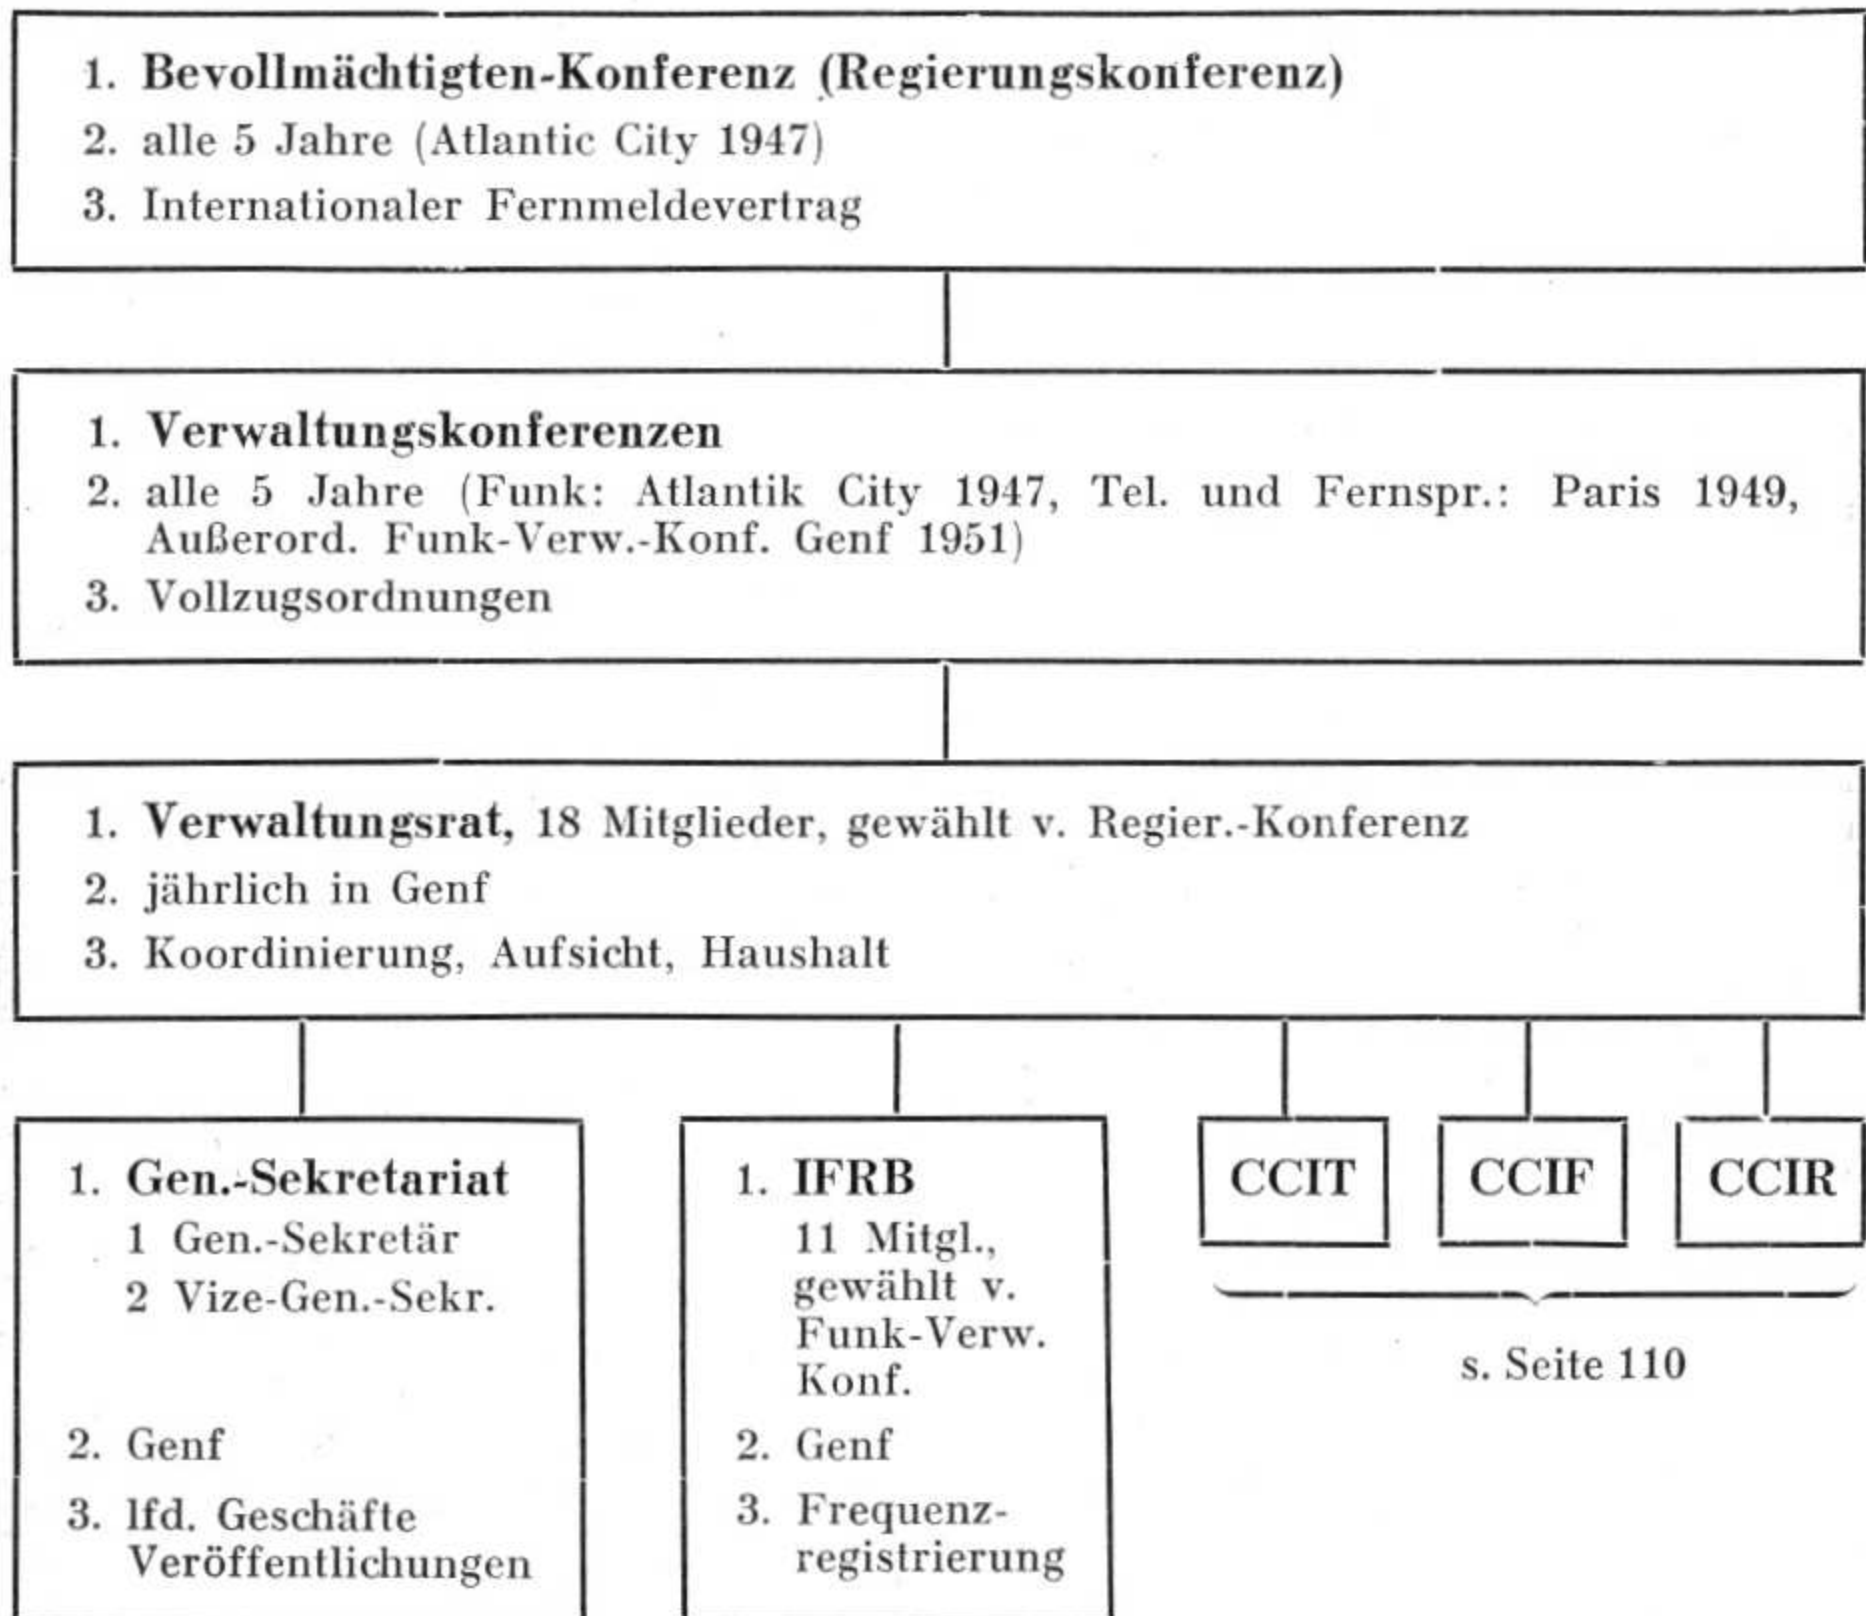 1. Bevollmächtigten-Konferenz (Regierungskonferenz)
2. alle 5 Jahre (Atlantic City 1947)
3. Internationaler Fernmeldevertrag
1. Verwaltungskonferenzen
2. alle 5 Jahre (Funk: Atlantik City 1947, Tel. und Fernspr.: Paris 1949,
Außerord. Funk-Verw.-Konf. Genf 1951)
3. Vollzugsordnungen
1. Verwaltungsrat, 18 Mitglieder, gewählt v. Regier.-Konferenz
2. jährlich in Genf
3. Koordinierung, Aufsicht, Haushalt
1. Gen.-Sekretariat
1 Gen.-Sekretär
2 Vize-Gen.-Sekr.
2. Genf
3. lfd. Geschäfte
Veröffentlichungen
1. IFRB
11 Mitgl.,
gewählt v.
Funk-Verw.
Konf.
2. Genf
3. Frequenz-
registrierung
CCIT
CCIF
CCIR
s. Seite 110